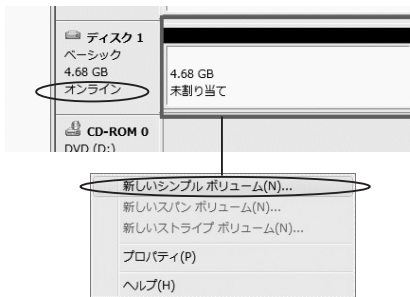 ディスク 1
ベーシック
4.68 GB
オンライン
4.68 GB
未割り当て
CD-ROM 0
DVD (D:)
新しいシンプル ボリューム(N)...
新しいスパン ボリューム(N)...
新しいストライプ ボリューム(N)...
プロパティ(P)
ヘルプ(H)